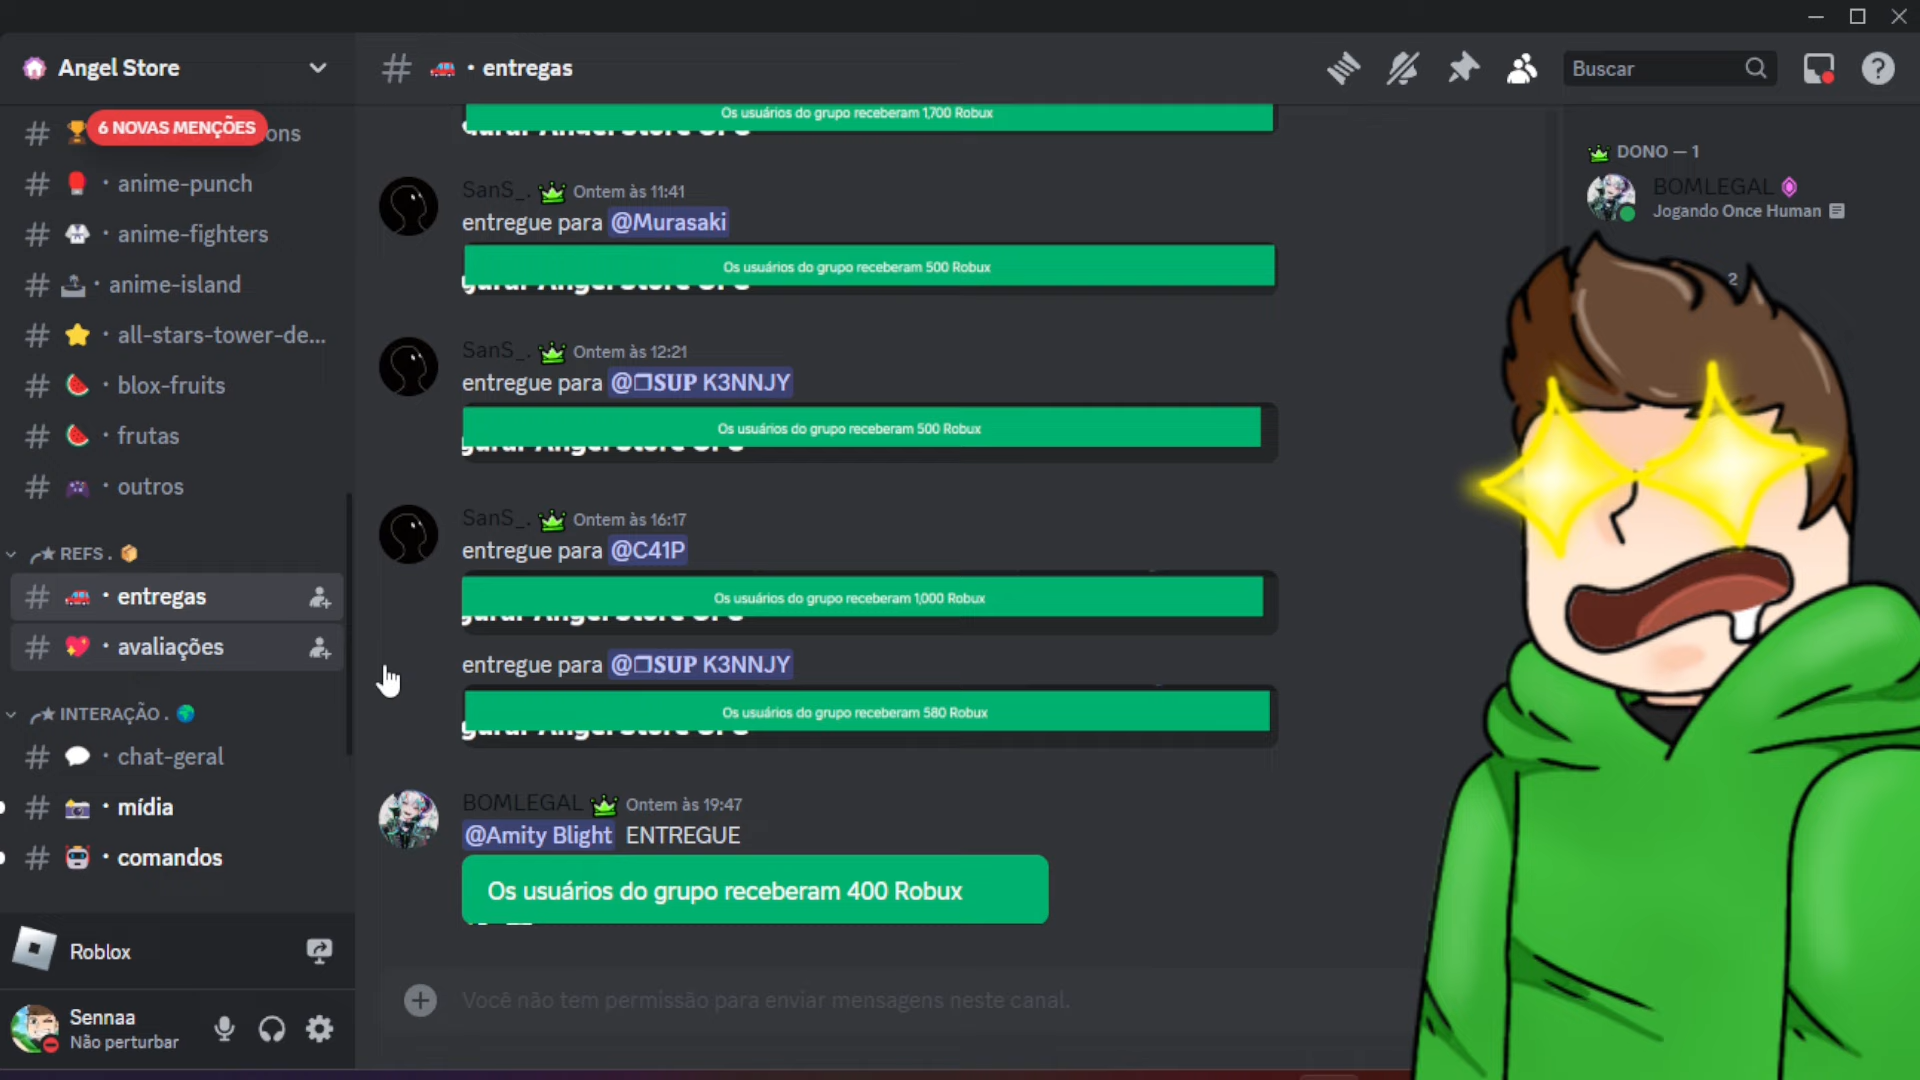 Angel Store
6 NOVAS MENÇÕES
ons
anime-punch
anime-fighters
anime-island
all-stars-tower-de...
blox-fruits
frutas
outros
REFS .
entregas
avaliações
INTERAÇÃO .
chat-geral
mídia
comandos
Roblox
Sennaa
Não perturbar
entregas
Os usuários do grupo receberam 1,700 Robux
SanS_. Ontem às 11:41
entregue para @Murasaki
Os usuários do grupo receberam 500 Robux
SanS_. Ontem às 12:21
entregue para @❒SUP K3NNJY
Os usuários do grupo receberam 500 Robux
SanS_. Ontem às 16:17
entregue para @C41P
Os usuários do grupo receberam 1,000 Robux
entregue para @❒SUP K3NNJY
Os usuários do grupo receberam 580 Robux
BOMLEGAL Ontem às 19:47
@Amity Blight ENTREGUE
Os usuários do grupo receberam 400 Robux
Você não tem permissão para enviar mensagens neste canal.
Buscar
DONO — 1
BOMLEGAL
Jogando Once Human
2